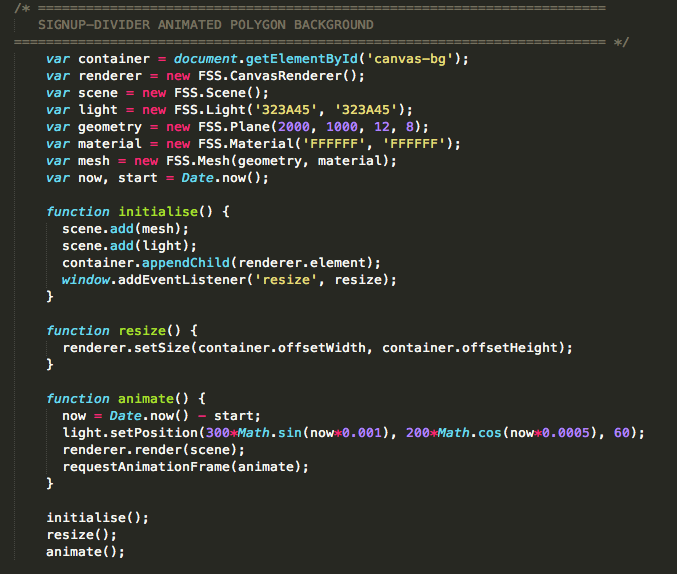 /* ==========================================================================
   SIGNUP-DIVIDER ANIMATED POLYGON BACKGROUND
========================================================================== */
    var container = document.getElementById('canvas-bg');
    var renderer = new FSS.CanvasRenderer();
    var scene = new FSS.Scene();
    var light = new FSS.Light('323A45', '323A45');
    var geometry = new FSS.Plane(2000, 1000, 12, 8);
    var material = new FSS.Material('FFFFFF', 'FFFFFF');
    var mesh = new FSS.Mesh(geometry, material);
    var now, start = Date.now();

    function initialise() {
      scene.add(mesh);
      scene.add(light);
      container.appendChild(renderer.element);
      window.addEventListener('resize', resize);
    }

    function resize() {
      renderer.setSize(container.offsetWidth, container.offsetHeight);
    }

    function animate() {
      now = Date.now() - start;
      light.setPosition(300*Math.sin(now*0.001), 200*Math.cos(now*0.0005), 60);
      renderer.render(scene);
      requestAnimationFrame(animate);
    }

    initialise();
    resize();
    animate();